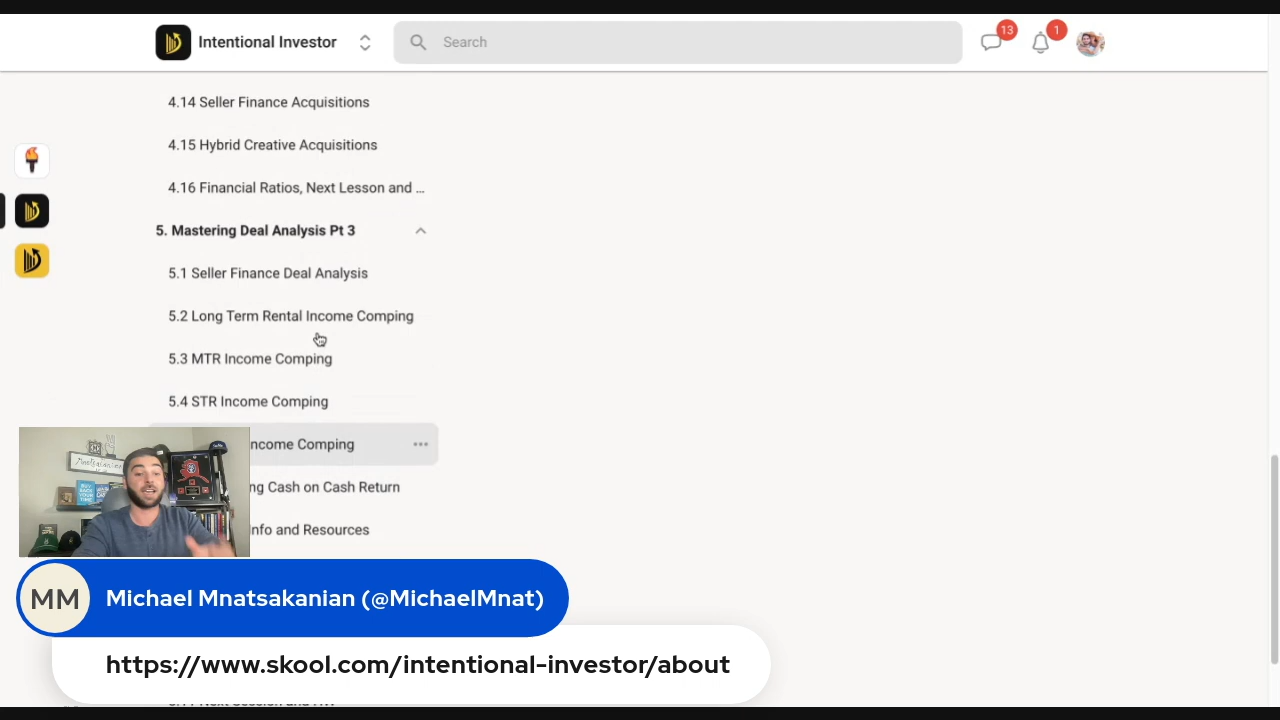 Intentional Investor
Search
13
1
4.14 Seller Finance Acquisitions
4.15 Hybrid Creative Acquisitions
4.16 Financial Ratios, Next Lesson and ...
5. Mastering Deal Analysis Pt 3
5.1 Seller Finance Deal Analysis
5.2 Long Term Rental Income Comping
5.3 MTR Income Comping
5.4 STR Income Comping
ncome Comping
ng Cash on Cash Return
nfo and Resources
MM
Michael Mnatsakanian (@MichaelMnat)
https://www.skool.com/intentional-investor/about